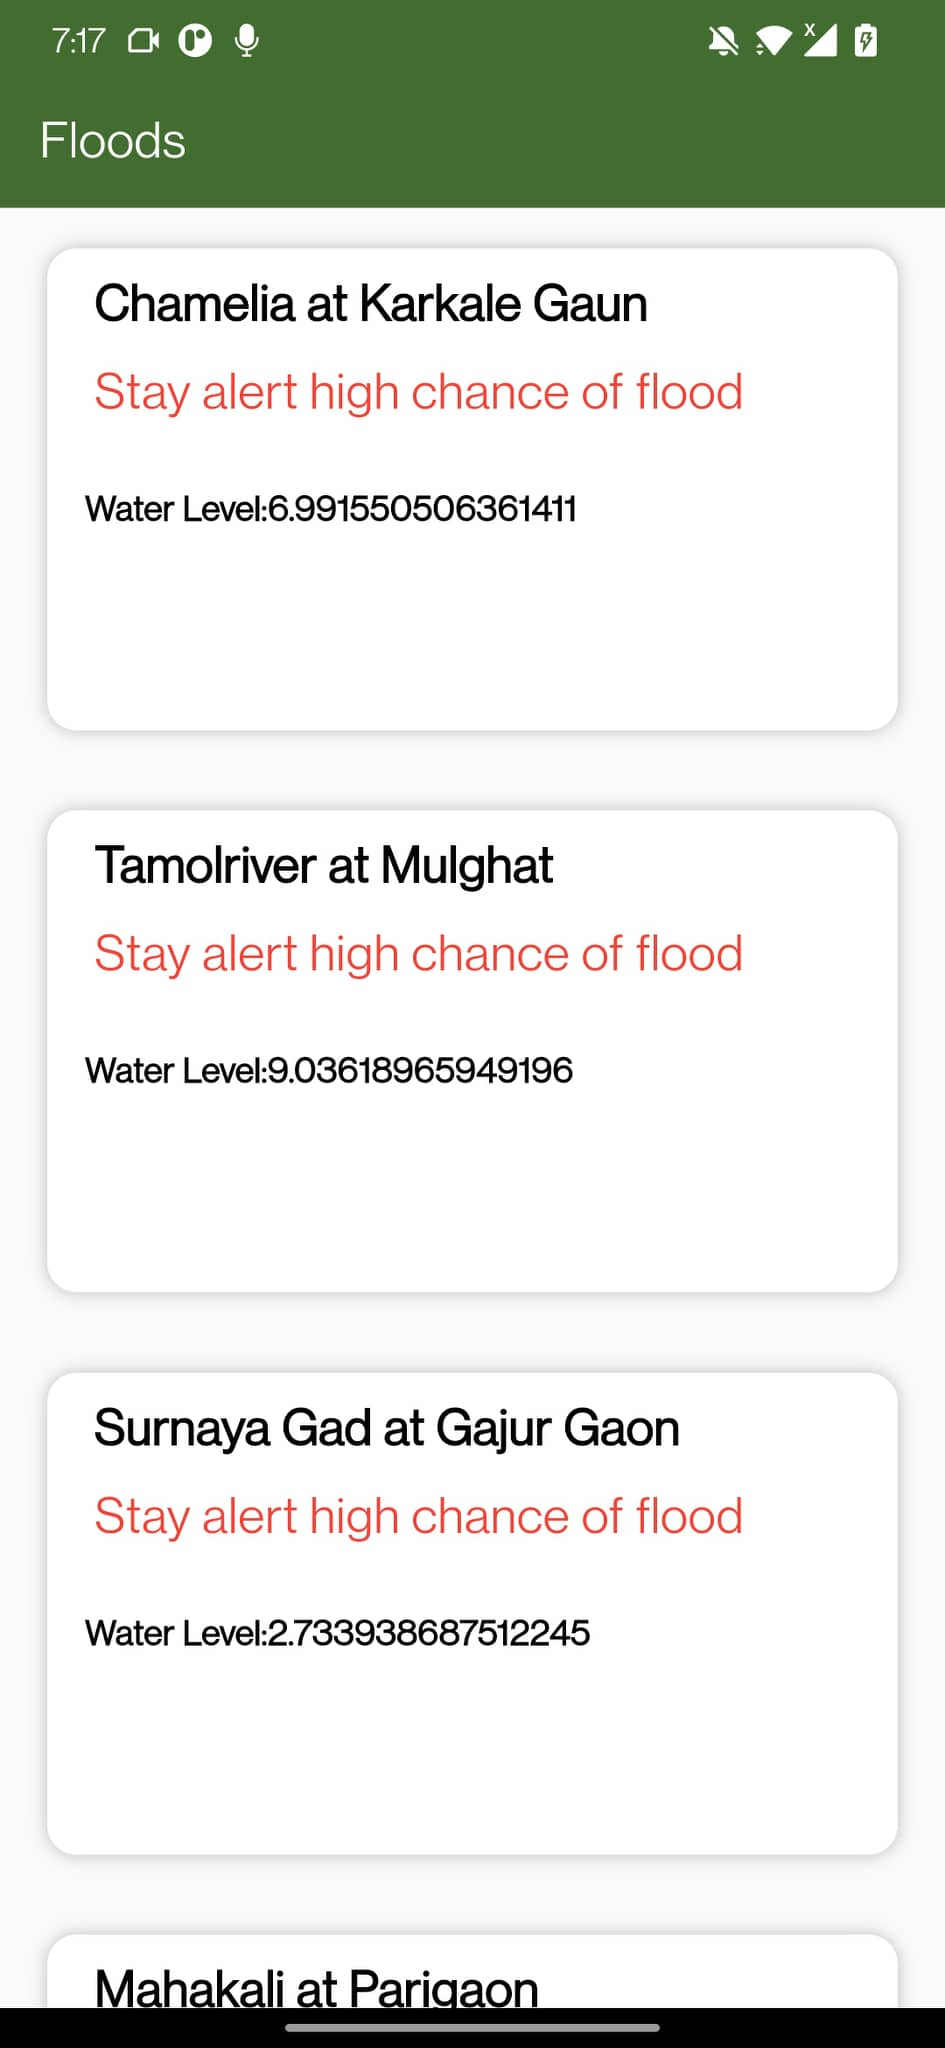 7:17
Floods
Chamelia at Karkale Gaun
Stay alert high chance of flood
Water Level:6.991550506361411
Tamolriver at Mulghat
Stay alert high chance of flood
Water Level:9.03618965949196
Surnaya Gad at Gajur Gaon
Stay alert high chance of flood
Water Level:2.733938687512245
Mahakali at Parigaon